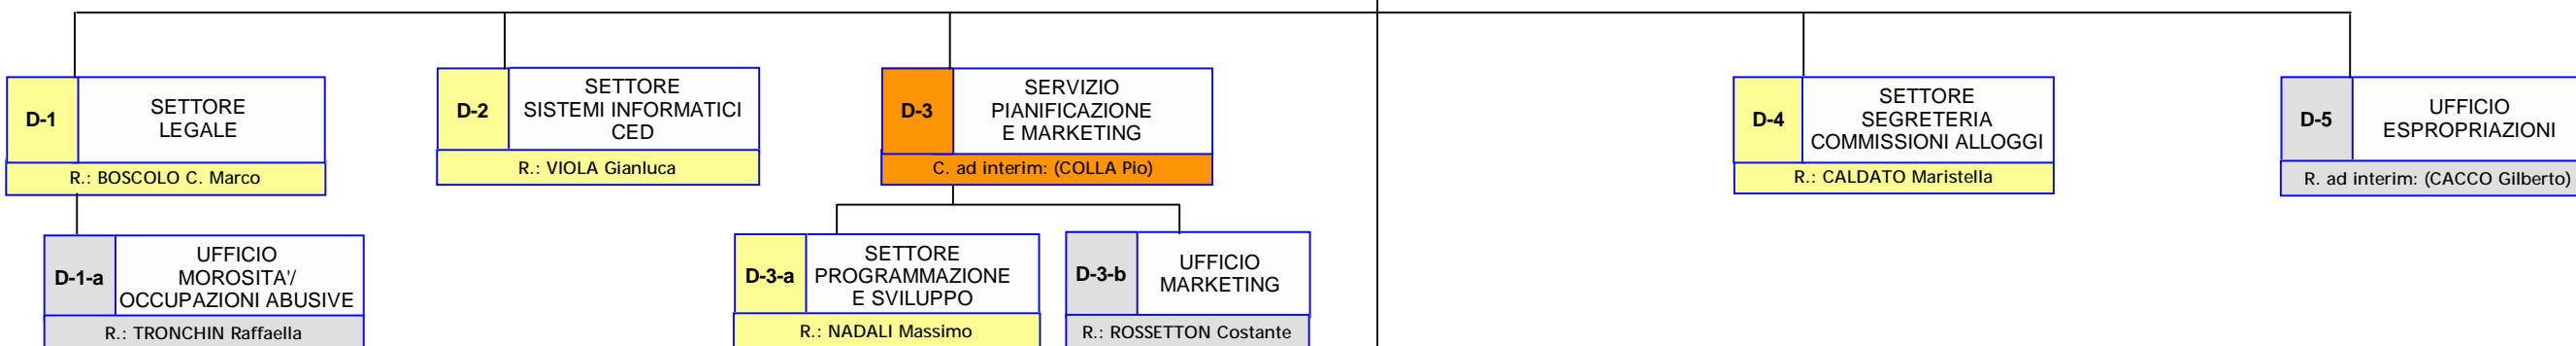 D-1
SETTORE
LEGALE
R.: BOSCOLO C. Marco
D-2
SETTORE
SISTEMI INFORMATICI
CED
R.: VIOLA Gianluca
D-3
SERVIZIO
PIANIFICAZIONE
E MARKETING
C. ad interim: (COLLA Pio)
D-4
SETTORE
SEGRETERIA
COMMISSIONI ALLOGGI
R.: CALDATO Maristella
D-5
UFFICIO
ESPROPRIAZIONI
R. ad interim: (CACCO Gilberto)
D-1-a
UFFICIO
MOROSITA'/
OCCUPAZIONI ABUSIVE
R.: TRONCHIN Raffaella
D-3-a
SETTORE
PROGRAMMAZIONE
E SVILUPPO
R.: NADALI Massimo
D-3-b
UFFICIO
MARKETING
R.: ROSSETTON Costante